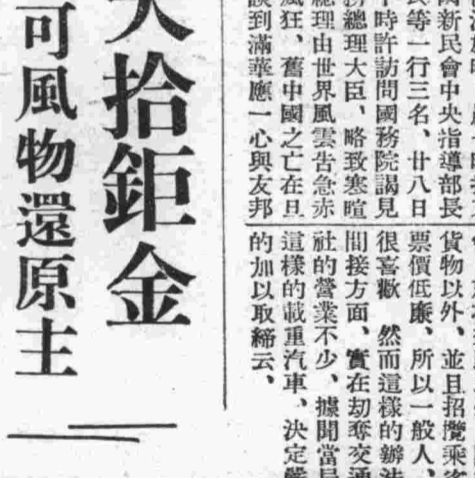 新民會中央指導部長
等一行三名、廿八日
時許訪問國務院謁見
務總理大臣、略致寒暄
總理由世界風雲告急赤
瘋狂、舊中國之亡在旦
談到滿華應一心與友邦
貨物以外、並且招攬乘客
票價低廉、所以一般人、
很喜歡 然而這樣的辦法
間接方面、實在刧奪交通
社的營業不少、據聞當局
這樣的載重汽車、決定嚴
的加以取締云、
拾鉅金
可風物還原主